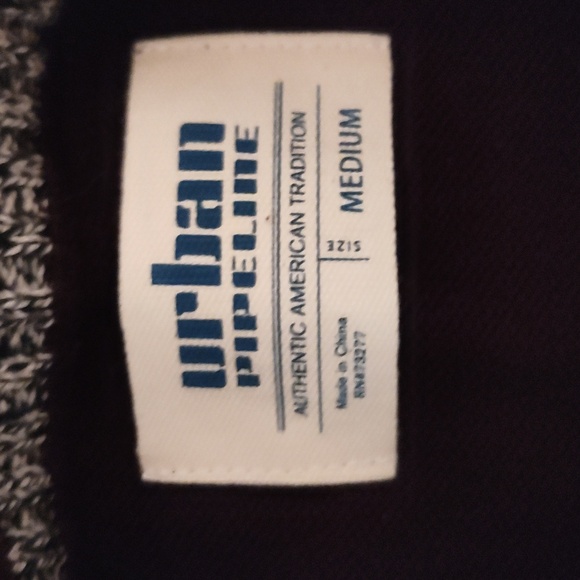 urban
PIPELINE
AUTHENTIC AMERICAN TRADITION
Made in China
RN#73277
SIZE
MEDIUM